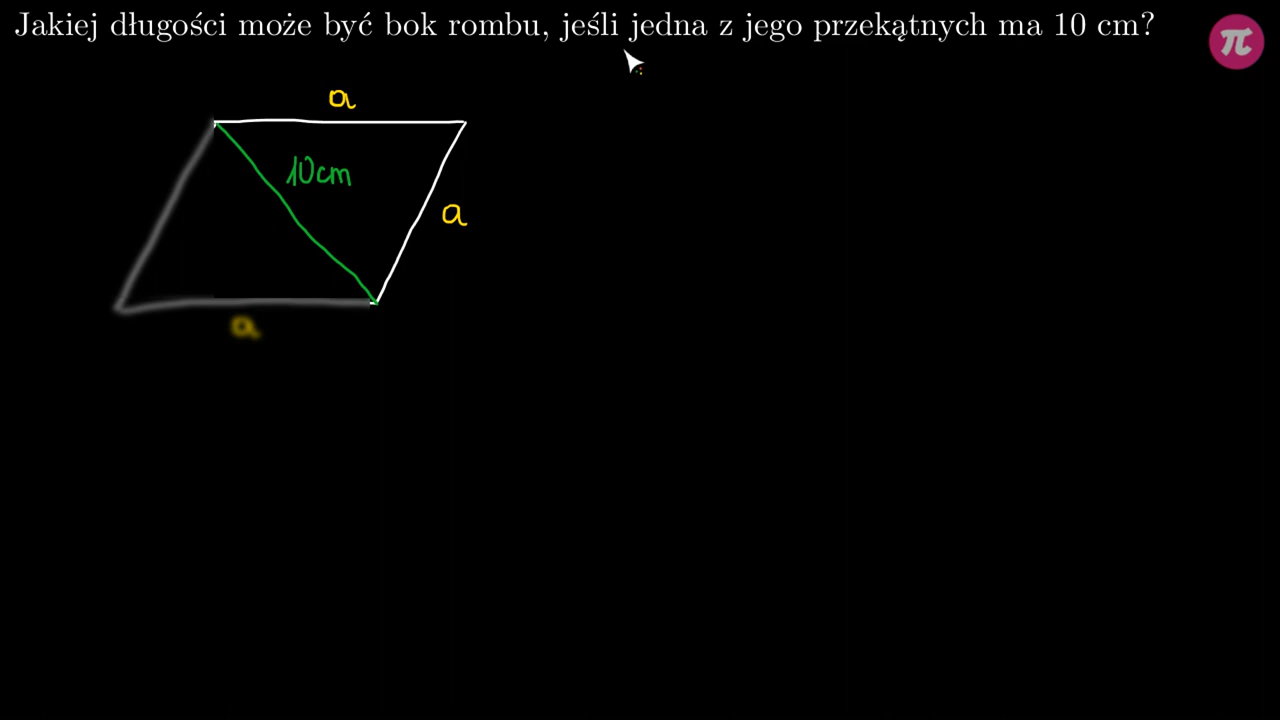 Jakiej długości może być bok rombu, jeśli jedna z jego przekątnych ma 10 cm?
π
a
10cm
a
a